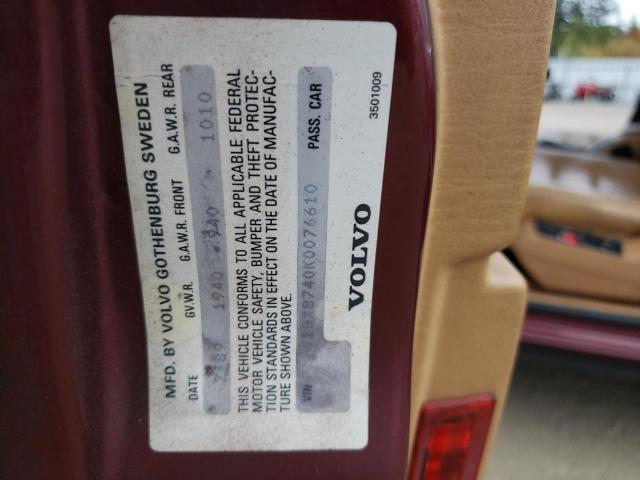 MFD. BY VOLVO GOTHENBURG SWEDEN
DATE G.V.W.R. G.A.W.R. FRONT G.A.W.R. REAR
1940 940 1010
THIS VEHICLE CONFORMS TO ALL APPLICABLE FEDERAL
MOTOR VEHICLE SAFETY, BUMPER AND THEFT PROTEC-
TION STANDARDS IN EFFECT ON THE DATE OF MANUFAC-
TURE SHOWN ABOVE.
VIN PASS. CAR
VOLVO
3501009